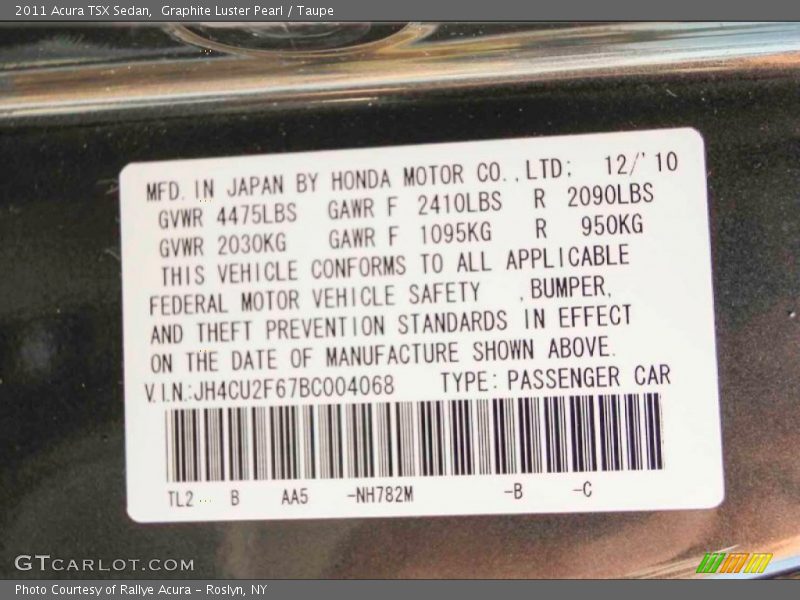 2011 Acura TSX Sedan, Graphite Luster Pearl / Taupe
MFD. IN JAPAN BY HONDA MOTOR CO.,LTD; 12/'10
GVWR 4475LBS GAWR F 2410LBS R 2090LBS
GVWR 2030KG GAWR F 1095KG R 950KG
THIS VEHICLE CONFORMS TO ALL APPLICABLE
FEDERAL MOTOR VEHICLE SAFETY ,BUMPER,
AND THEFT PREVENTION STANDARDS IN EFFECT
ON THE DATE OF MANUFACTURE SHOWN ABOVE.
V.I.N.:JH4CU2F67BC004068 TYPE: PASSENGER CAR
TL2 B AA5 -NH782M -B -C
GTCARLOT.COM
Photo Courtesy of Rallye Acura - Roslyn, NY